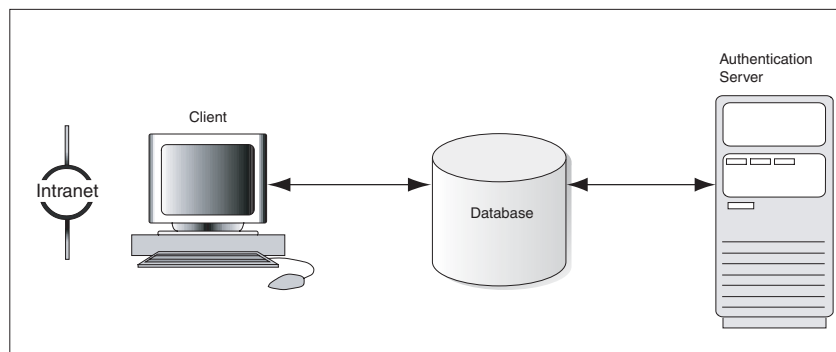 Intranet
Client
Database
Authentication
Server